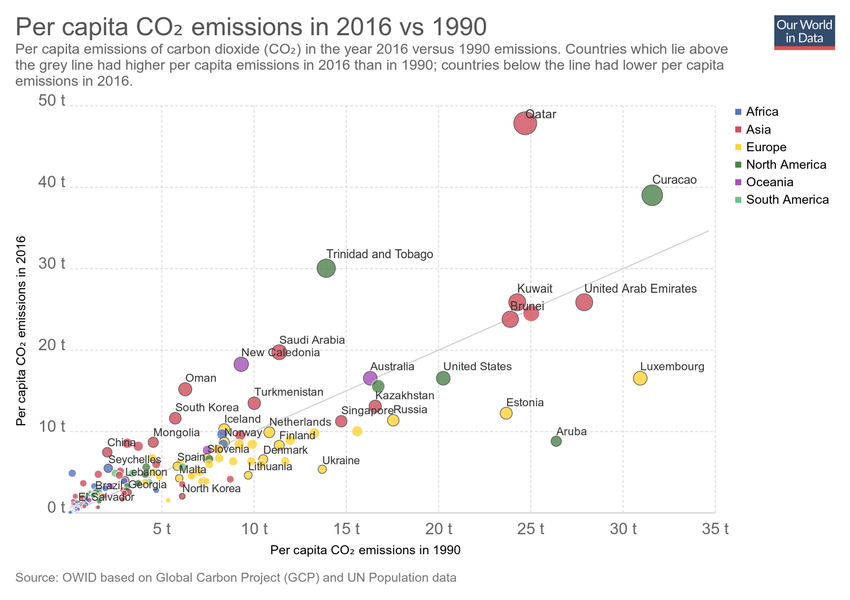 Per capita CO₂ emissions in 2016 vs 1990
Our World
in Data
Per capita emissions of carbon dioxide (CO₂) in the year 2016 versus 1990 emissions. Countries which lie above
the grey line had higher per capita emissions in 2016 than in 1990; countries below the line had lower per capita
emissions in 2016.
50 t
Qatar
Africa
Asia
Europe
North America
Oceania
South America
40 t
Curacao
30 t
Trinidad and Tobago
Kuwait
United Arab Emirates
Brunei
20 t
Saudi Arabia
New Caledonia
Australia
United States
Luxembourg
Oman
Turkmenistan
Kazakhstan
South Korea
Singapore
Russia
Estonia
10 t
Iceland
Netherlands
Mongolia
Norway
Finland
Aruba
China
Slovenia
Denmark
Seychelles
Spain
Lebanon
Malta
Lithuania
Ukraine
Brazil
Georgia
North Korea
El Salvador
0 t
Per capita CO₂ emissions in 2016
5 t
10 t
15 t
20 t
25 t
30 t
35 t
Per capita CO₂ emissions in 1990
Source: OWID based on Global Carbon Project (GCP) and UN Population data